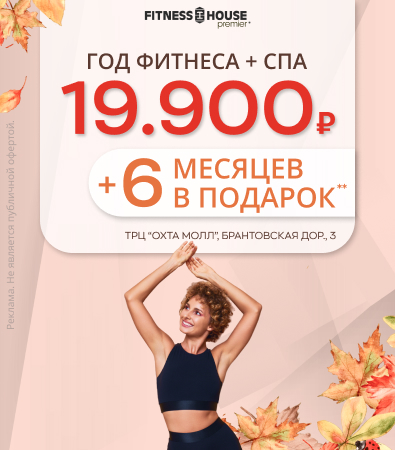 FITNESS HOUSE
premier*
ГОД ФИТНЕСА + СПА
19.900₽
+6 МЕСЯЦЕВ
В ПОДАРОК**
ТРЦ "ОХТА МОЛЛ", БРАНТОВСКАЯ ДОР., 3
Реклама. Не является публичной офертой.